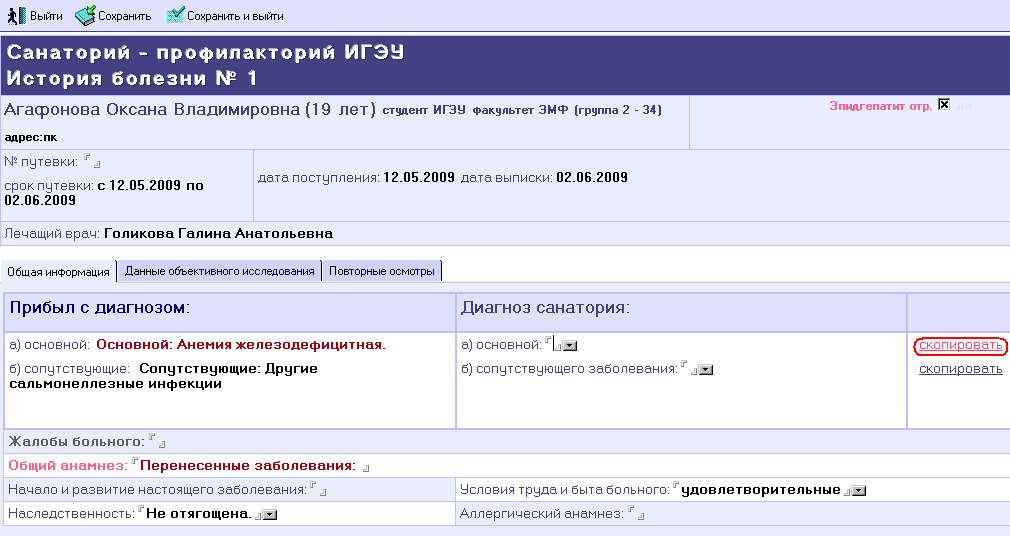 Выйти Сохранить Сохранить и выйти
Санаторий - профилакторий ИГЭУ
История болезни № 1
Агафонова Оксана Владимировна (19 лет) студент ИГЭУ факультет ЭМФ (группа 2 - 34)
Эпидгепатит отр. да
адрес:пк
№ путевки:
срок путевки: с 12.05.2009 по
02.06.2009
дата поступления: 12.05.2009 дата выписки: 02.06.2009
Лечащий врач: Голикова Галина Анатольевна
Общая информация Данные объективного исследования Повторные осмотры
Прибыл с диагнозом: Диагноз санатория:
а) основной: Основной: Анемия железодефицитная. а) основной: скопировать
б) сопутствующие: Сопутствующие: Другие
сальмонеллезные инфекции
б) сопутствующего заболевания: скопировать
Жалобы больного:
Общий анамнез: Перенесенные заболевания:
Начало и развитие настоящего заболевания: Условия труда и быта больного: удовлетворительные
Наследственность: Не отягощена. Аллергический анамнез: